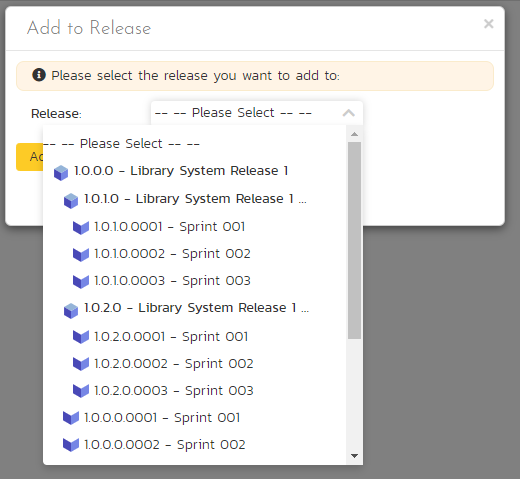 Add to Release
×
Please select the release you want to add to:
Release:
-- -- Please Select -- --
-- -- Please Select -- --
1.0.0.0 - Library System Release 1
1.0.1.0 - Library System Release 1 ...
1.0.1.0.0001 - Sprint 001
1.0.1.0.0002 - Sprint 002
1.0.1.0.0003 - Sprint 003
1.0.2.0 - Library System Release 1 ...
1.0.2.0.0001 - Sprint 001
1.0.2.0.0002 - Sprint 002
1.0.2.0.0003 - Sprint 003
1.0.0.0.0001 - Sprint 001
1.0.0.0.0002 - Sprint 002